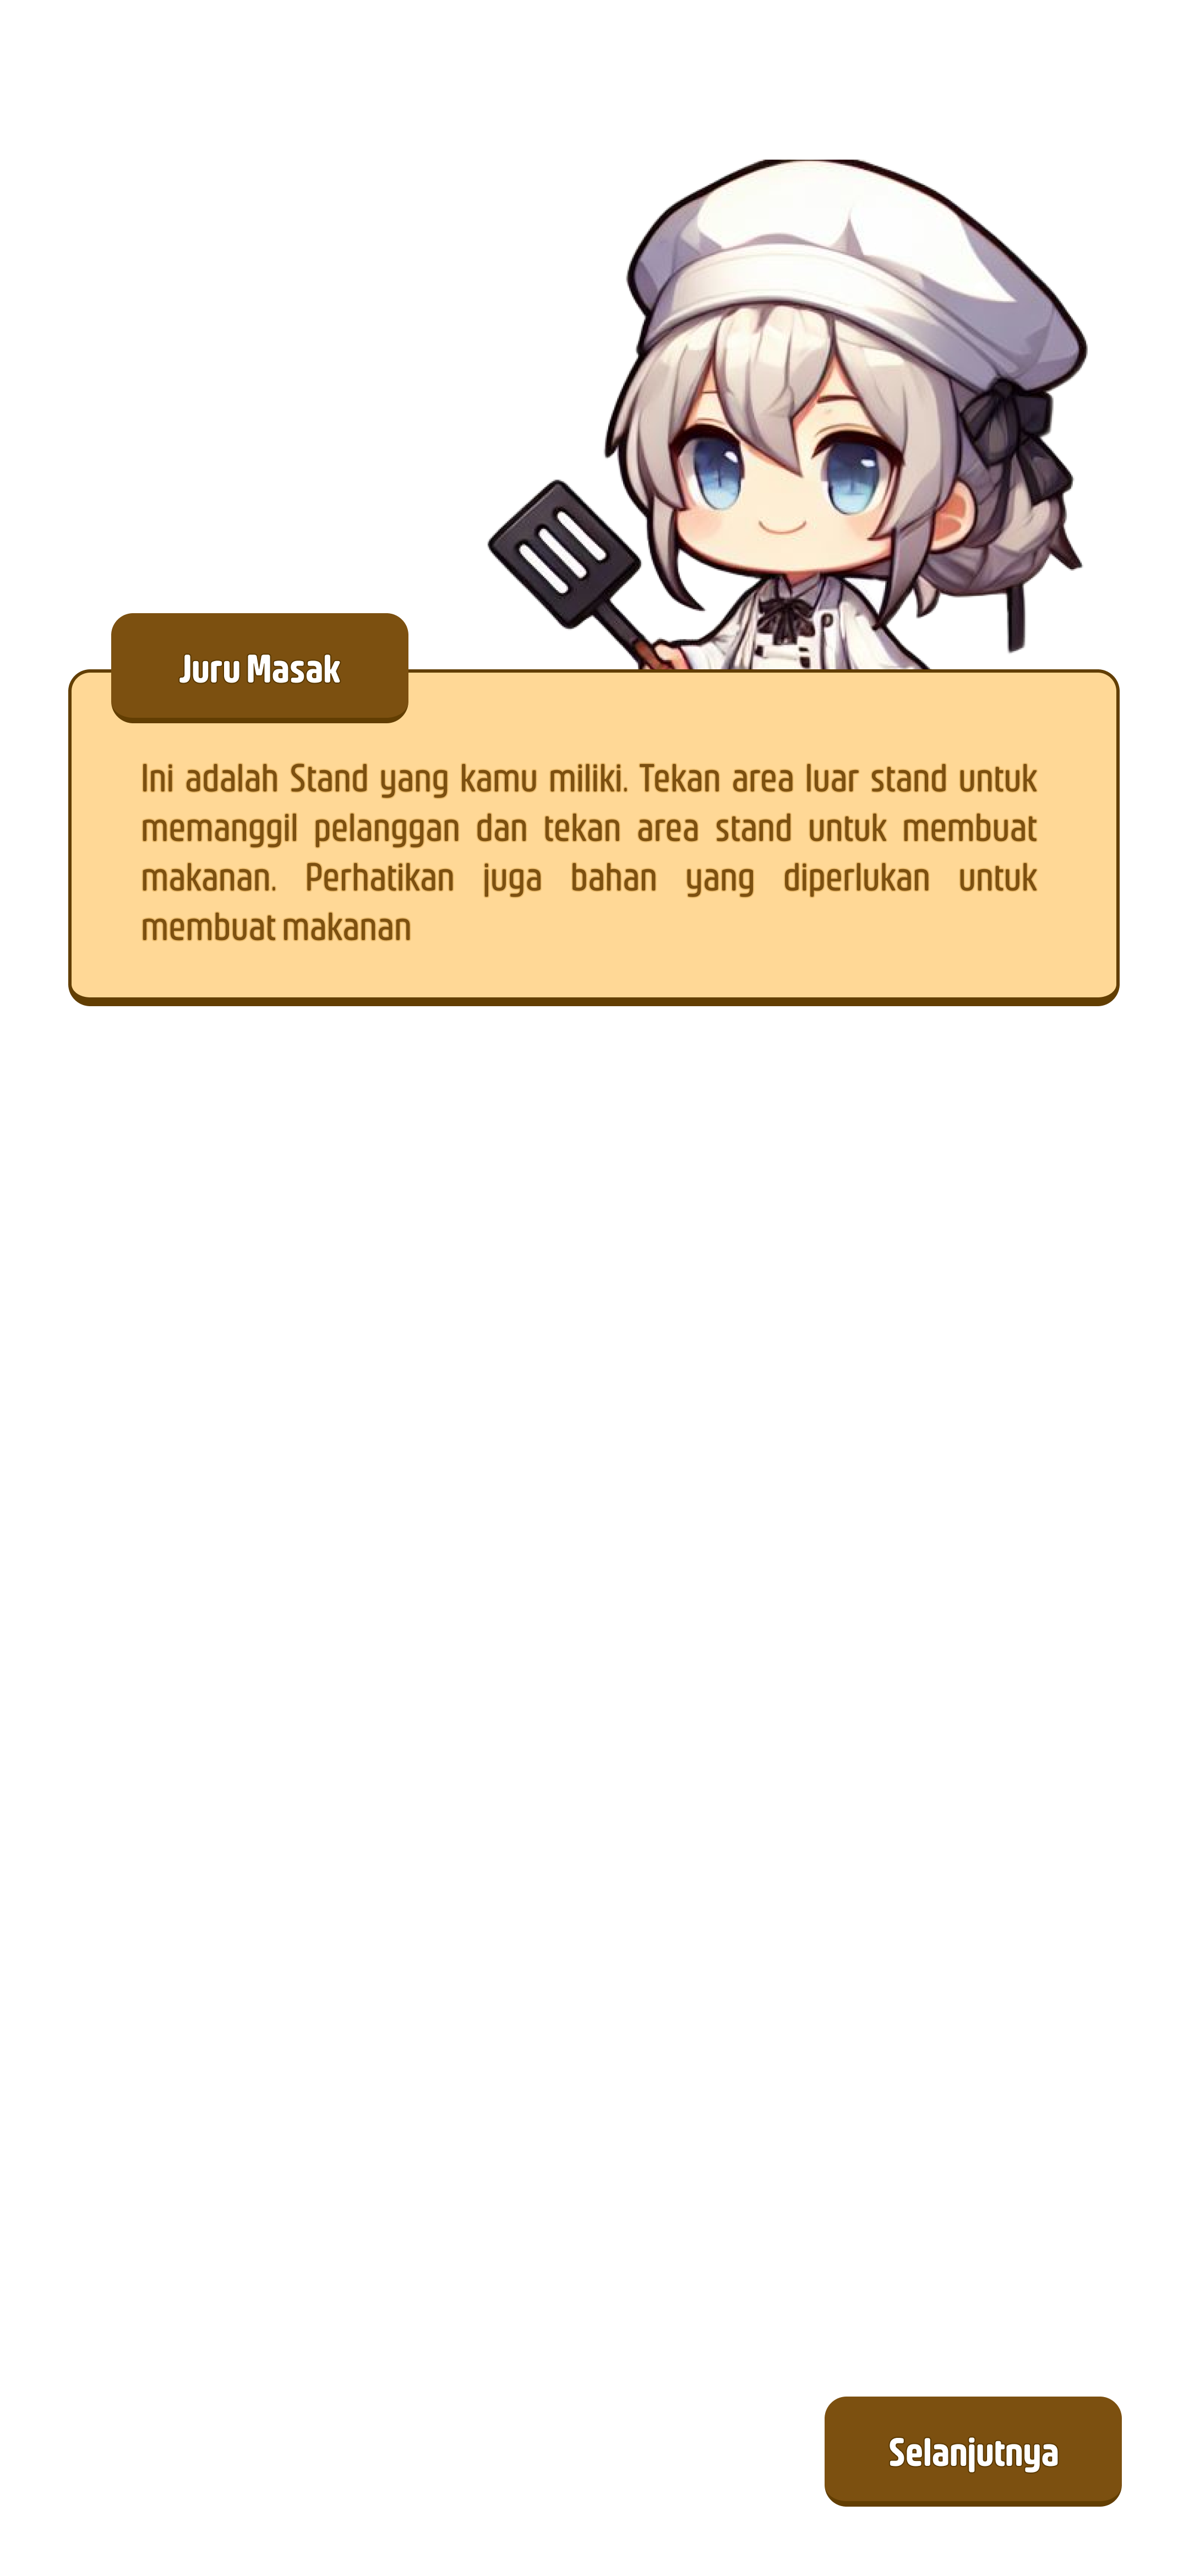 Juru Masak
Ini adalah Stand yang kamu miliki. Tekan area luar stand untuk
memanggil pelanggan dan tekan area stand untuk membuat
makanan. Perhatikan juga bahan yang diperlukan untuk
membuat makanan
Selanjutnya